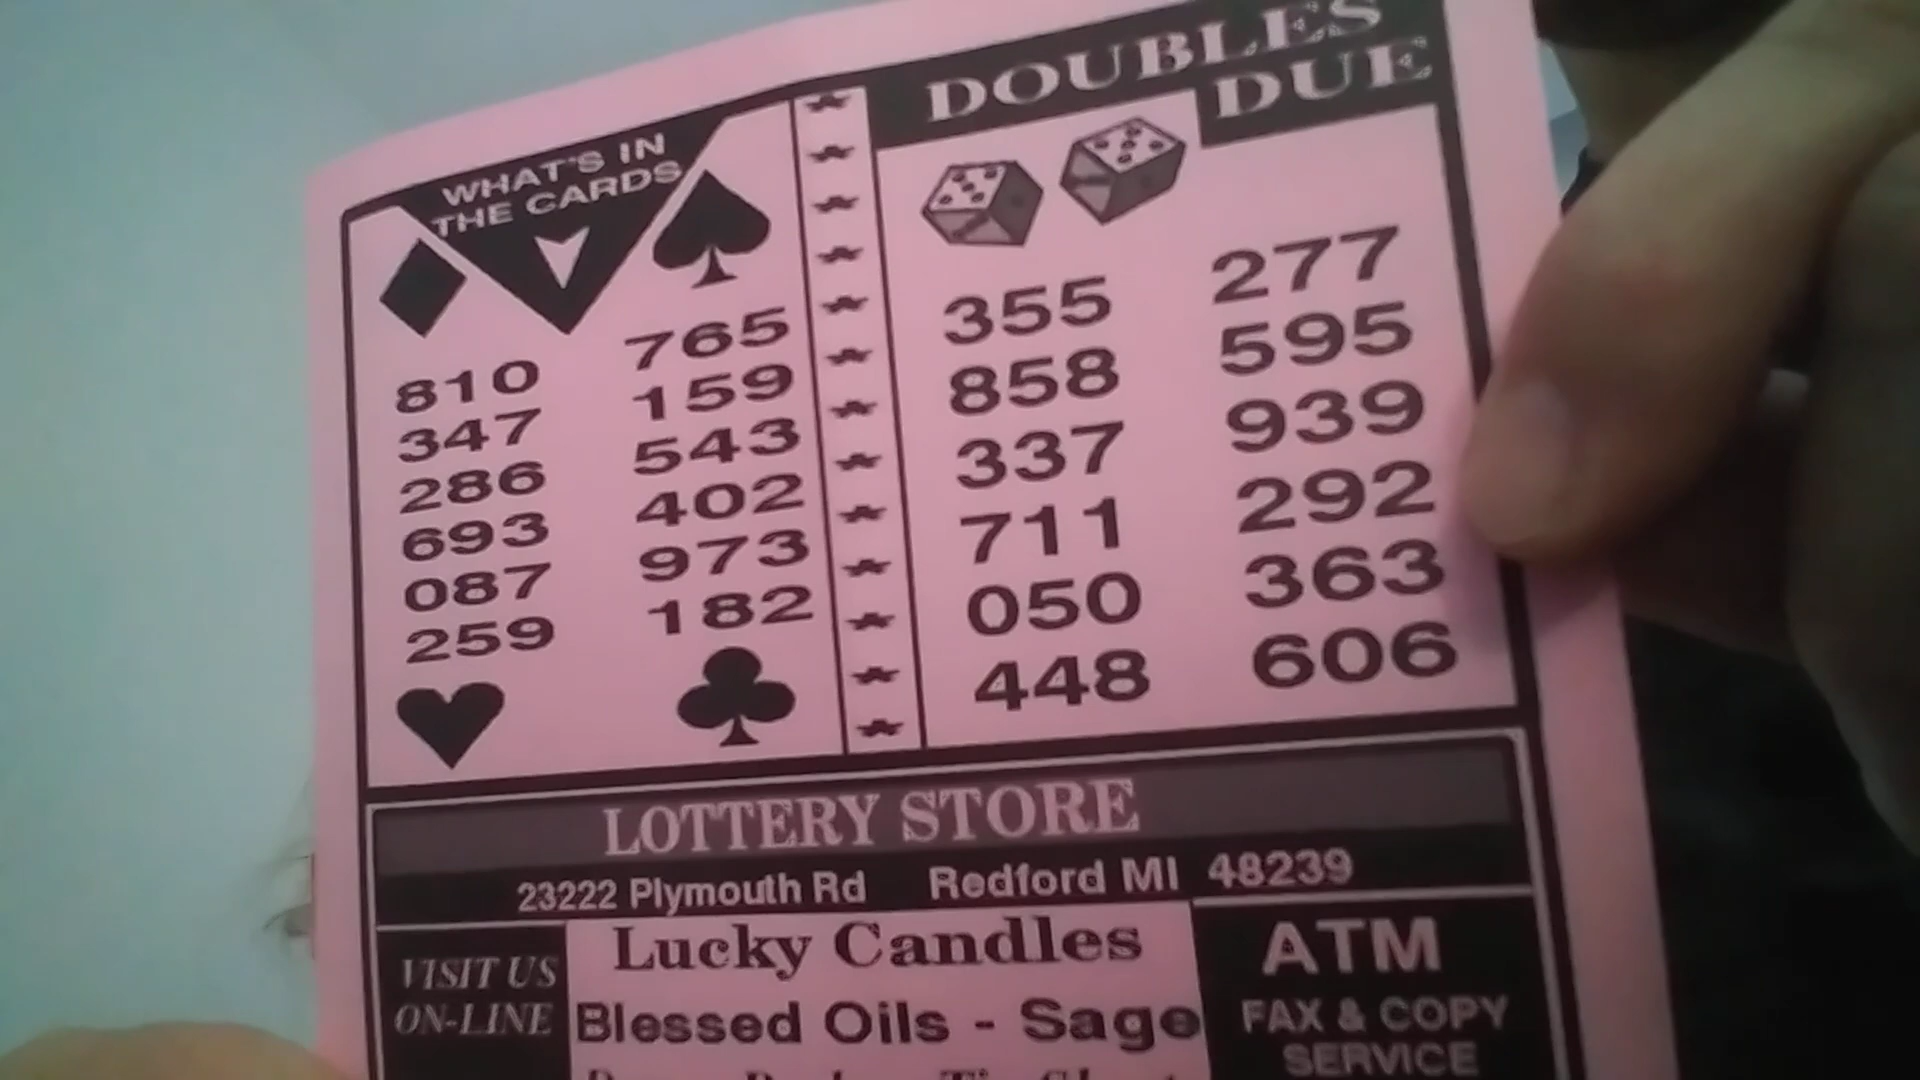 WHAT'S IN
THE CARDS
810 765
347 159
286 543
693 402
087 973
259 182
DOUBLES
DUE
355 277
858 595
337 939
711 292
050 363
448 606
LOTTERY STORE
23222 Plymouth Rd Redford MI 48239
VISIT US
ON-LINE
Lucky Candles
Blessed Oils - Sage
ATM
FAX & COPY
SERVICE